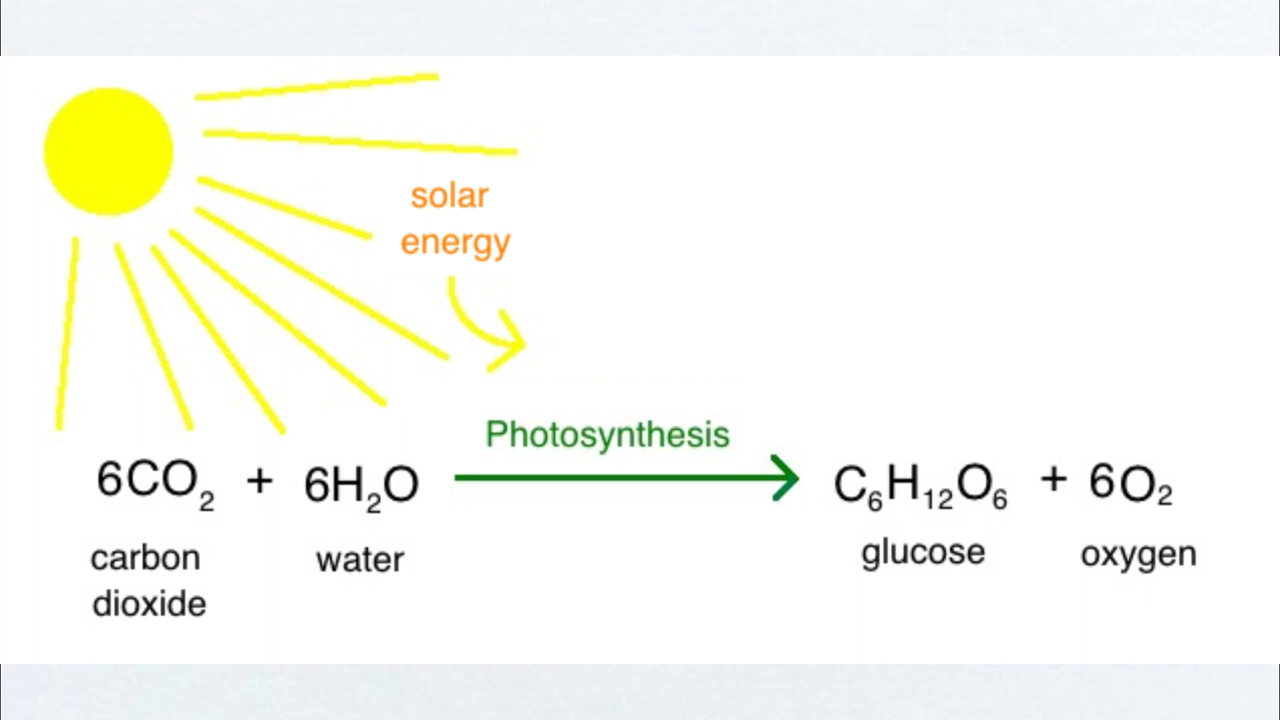 solar
energy
Photosynthesis
6CO₂ + 6H₂O → C₆H₁₂O₆ + 6O₂
carbon
dioxide
water
glucose
oxygen